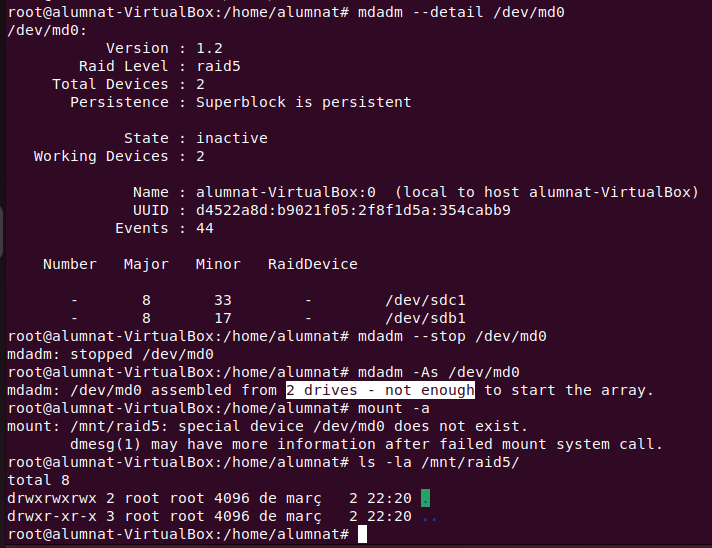 root@alumnat-VirtualBox:/home/alumnat# mdadm --detail /dev/md0
/dev/md0:
Version : 1.2
Raid Level : raid5
Total Devices : 2
Persistence : Superblock is persistent
State : inactive
Working Devices : 2
Name : alumnat-VirtualBox:0  (local to host alumnat-VirtualBox)
UUID : d4522a8d:b9021f05:2f8f1d5a:354cabb9
Events : 44
Number   Major   Minor   RaidDevice
-        8       33        -        /dev/sdc1
-        8       17        -        /dev/sdb1
root@alumnat-VirtualBox:/home/alumnat# mdadm --stop /dev/md0
mdadm: stopped /dev/md0
root@alumnat-VirtualBox:/home/alumnat# mdadm -As /dev/md0
mdadm: /dev/md0 assembled from 2 drives - not enough to start the array.
root@alumnat-VirtualBox:/home/alumnat# mount -a
mount: /mnt/raid5: special device /dev/md0 does not exist.
dmesg(1) may have more information after failed mount system call.
root@alumnat-VirtualBox:/home/alumnat# ls -la /mnt/raid5/
total 8
drwxrwxrwx 2 root root 4096 de març   2 22:20 .
drwxr-xr-x 3 root root 4096 de març   2 22:20 ..
root@alumnat-VirtualBox:/home/alumnat#